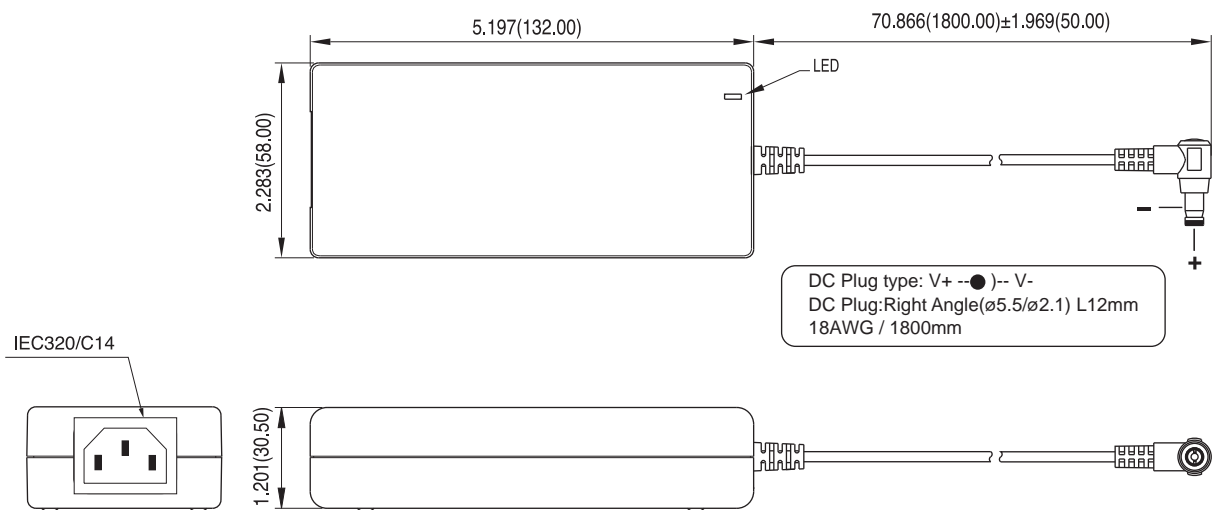 5.197(132.00)
70.866(1800.00)±1.969(50.00)
LED
2.283(58.00)
-
+
DC Plug type: V+ --● )-- V-
DC Plug:Right Angle(ø5.5/ø2.1) L12mm
18AWG / 1800mm
IEC320/C14
1.201(30.50)